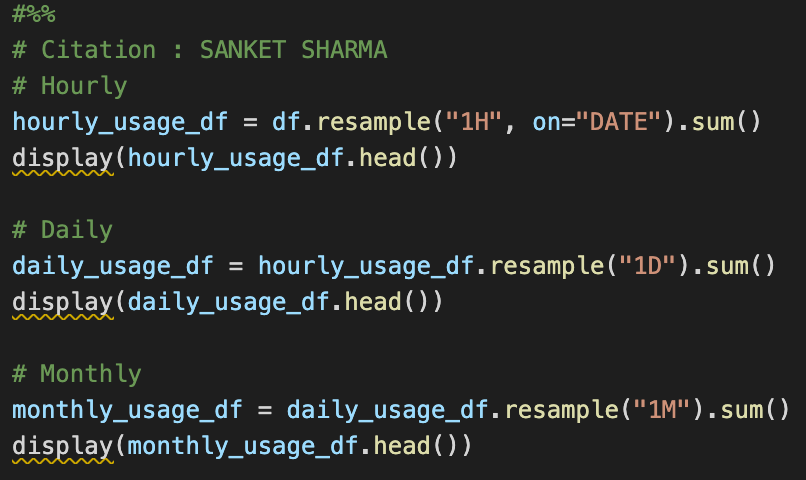 #%%
# Citation : SANKET SHARMA
# Hourly
hourly_usage_df = df.resample("1H", on="DATE").sum()
display(hourly_usage_df.head())
# Daily
daily_usage_df = hourly_usage_df.resample("1D").sum()
display(daily_usage_df.head())
# Monthly
monthly_usage_df = daily_usage_df.resample("1M").sum()
display(monthly_usage_df.head())